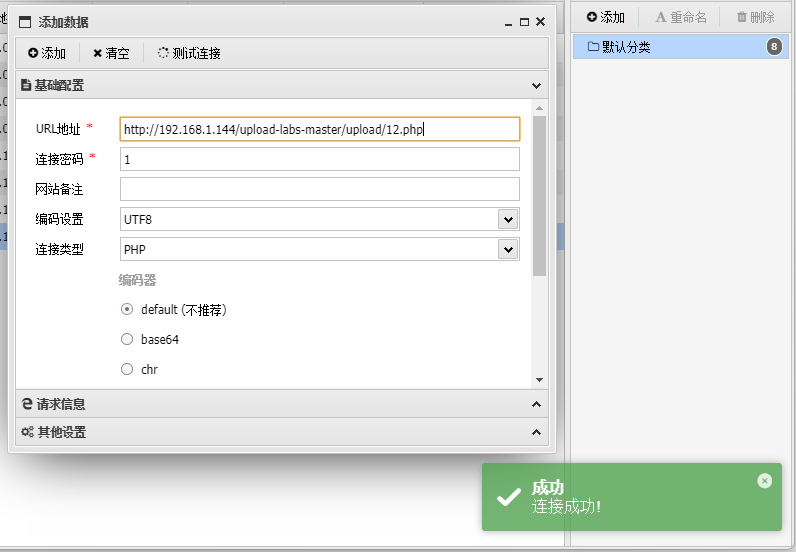 添加数据
添加 清空 测试连接
基础配置
URL地址 * http://192.168.1.144/upload-labs-master/upload/12.php
连接密码 * 1
网站备注
编码设置 UTF8
连接类型 PHP
编码器
default (不推荐)
base64
chr
请求信息
其他设置
添加 重命名 删除
默认分类 8
成功
连接成功!